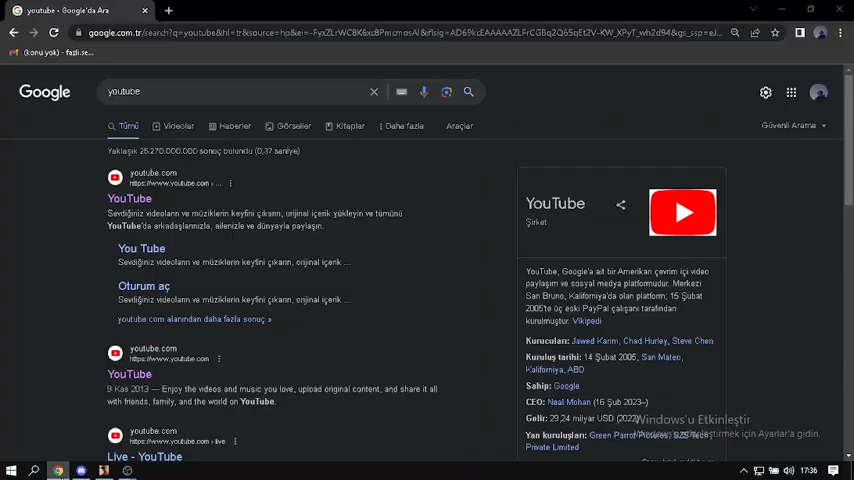 youtube - Google'da Ara
google.com.tr/search?q=youtube&hl=tr&source=hp&ei=
(konu yok) - fazli.se...
Google
youtube
Tümü
Videolar
Haberler
Görseller
Kitaplar
Daha fazla
Araçlar
Güvenli Arama
Yaklaşık 25.270.000.000 sonuç bulundu (0,37 saniye)
youtube.com
https://www.youtube.com › ...
YouTube
Sevdiğiniz videoların ve müziklerin keyfini çıkarın, orijinal içerik yükleyin ve tümünü
YouTube'da arkadaşlarınızla, ailenizle ve dünyayla paylaşın.
You Tube
Sevdiğiniz videoların ve müziklerin keyfini çıkarın, orijinal içerik ...
Oturum aç
Sevdiğiniz videoların ve müziklerin keyfini çıkarın, orijinal içerik ...
youtube.com alanından daha fazla sonuç »
youtube.com
https://www.youtube.com
YouTube
9 Kas 2013 — Enjoy the videos and music you love, upload original content, and share it all
with friends, family, and the world on YouTube.
youtube.com
https://www.youtube.com › live
Live - YouTube
YouTube
Şirket
YouTube, Google'a ait bir Amerikan çevrim içi video
paylaşım ve sosyal medya platformudur. Merkezi
San Bruno, Kaliforniya'da olan platform; 15 Şubat
2005'te üç eski PayPal çalışanı tarafından
kurulmuştur. Vikipedi
Kurucuları: Jawed Karim, Chad Hurley, Steve Chen
Kuruluş tarihi: 14 Şubat 2005, San Mateo,
Kaliforniya, ABD
Sahip: Google
CEO: Neal Mohan (16 Şub 2023–)
Gelir: 29,24 milyar USD (2022)
Yan kuruluşları: Green Parrot Pictures, SZS Tech
Private Limited
Windows'u Etkinleştir
Windows'u etkinleştirmek için Ayarlar'a gidin.
17:36